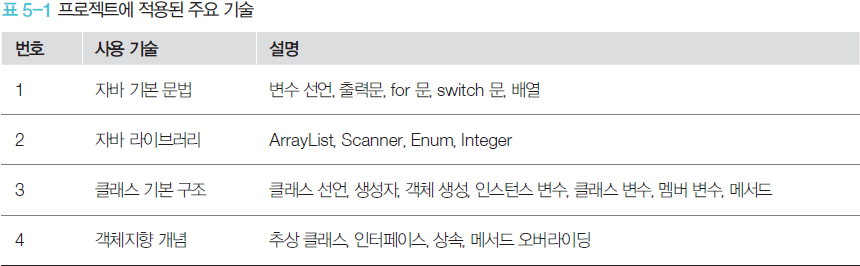 표 5-1 프로젝트에 적용된 주요 기술
번호 사용 기술 설명
1 자바 기본 문법 변수 선언, 출력문, for 문, switch 문, 배열
2 자바 라이브러리 ArrayList, Scanner, Enum, Integer
3 클래스 기본 구조 클래스 선언, 생성자, 객체 생성, 인스턴스 변수, 클래스 변수, 멤버 변수, 메서드
4 객체지향 개념 추상 클래스, 인터페이스, 상속, 메서드 오버라이딩